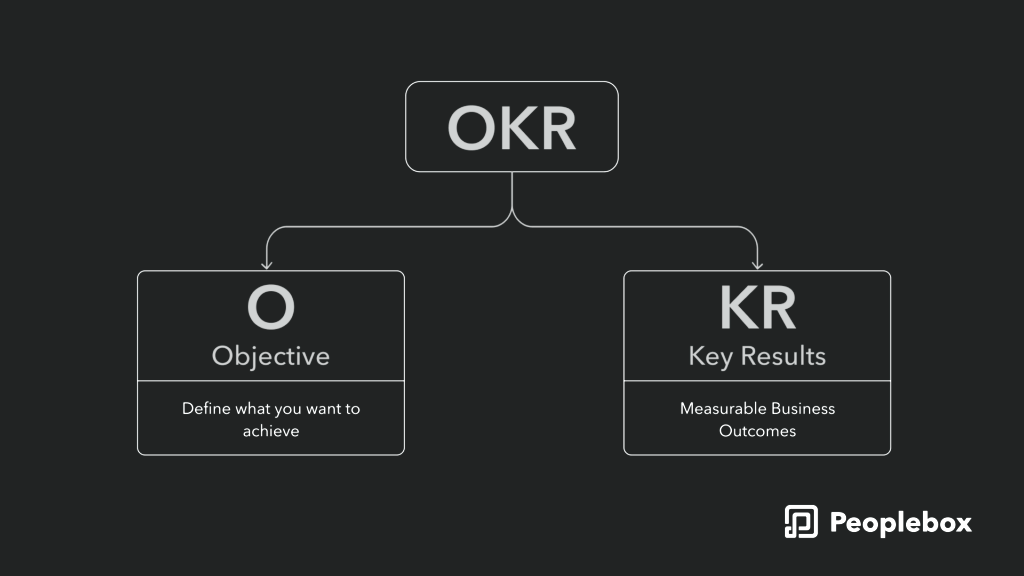 OKR
O
Objective
Define what you want to
achieve
KR
Key Results
Measurable Business
Outcomes
Peoplebox